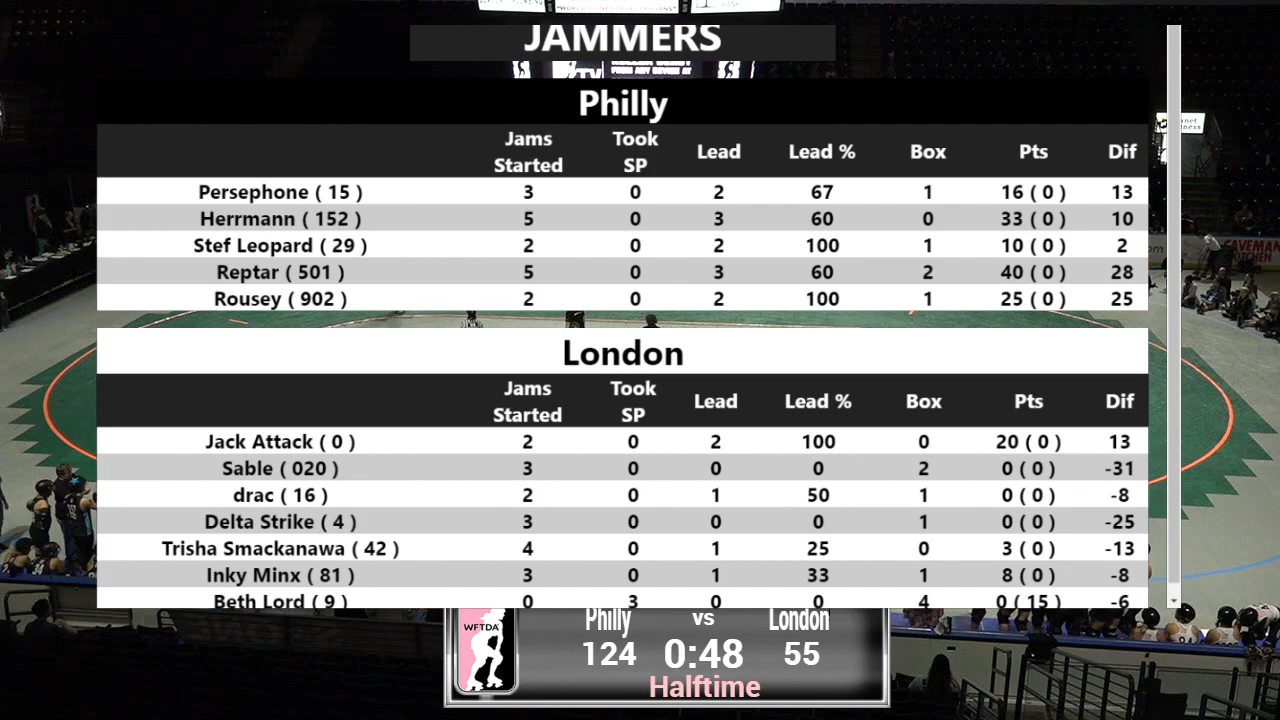 JAMMERS
TV
Philly
Jams Started Took SP Lead Lead % Box Pts Dif
Persephone ( 15 ) 3 0 2 67 1 16 ( 0 ) 13
Herrmann ( 152 ) 5 0 3 60 0 33 ( 0 ) 10
Stef Leopard ( 29 ) 2 0 2 100 1 10 ( 0 ) 2
Reptar ( 501 ) 5 0 3 60 2 40 ( 0 ) 28
Rousey ( 902 ) 2 0 2 100 1 25 ( 0 ) 25
CAVEMAN
KITCHEN
London
Jams Started Took SP Lead Lead % Box Pts Dif
Jack Attack ( 0 ) 2 0 2 100 0 20 ( 0 ) 13
Sable ( 020 ) 3 0 0 0 2 0 ( 0 ) -31
drac ( 16 ) 2 0 1 50 1 0 ( 0 ) -8
Delta Strike ( 4 ) 3 0 0 0 1 0 ( 0 ) -25
Trisha Smackanawa ( 42 ) 4 0 1 25 0 3 ( 0 ) -13
Inky Minx ( 81 ) 3 0 1 33 1 8 ( 0 ) -8
Beth Lord ( 9 ) 0 3 0 0 4 0 ( 15 ) -6
WFTDA
Philly vs London
124 0:48 55
Halftime